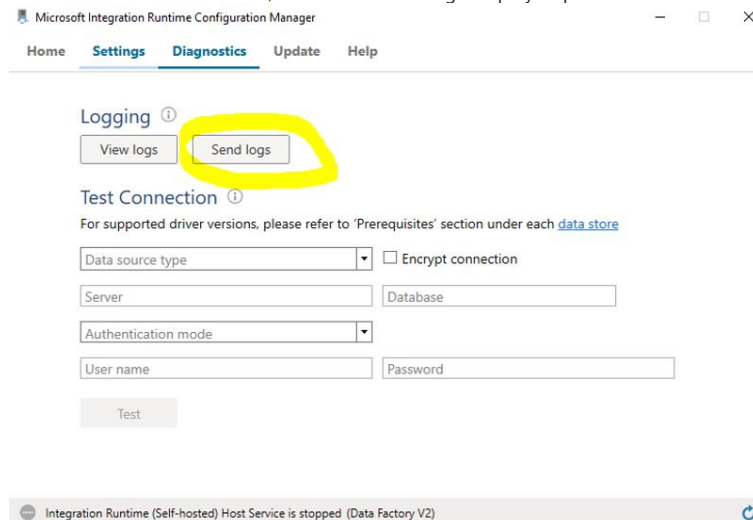 Microsoft Integration Runtime Configuration Manager
Home Settings Diagnostics Update Help
Logging
View logs Send logs
Test Connection
For supported driver versions, please refer to 'Prerequisites' section under each data store
Data source type Encrypt connection
Server Database
Authentication mode
User name Password
Test
Integration Runtime (Self-hosted) Host Service is stopped (Data Factory V2)